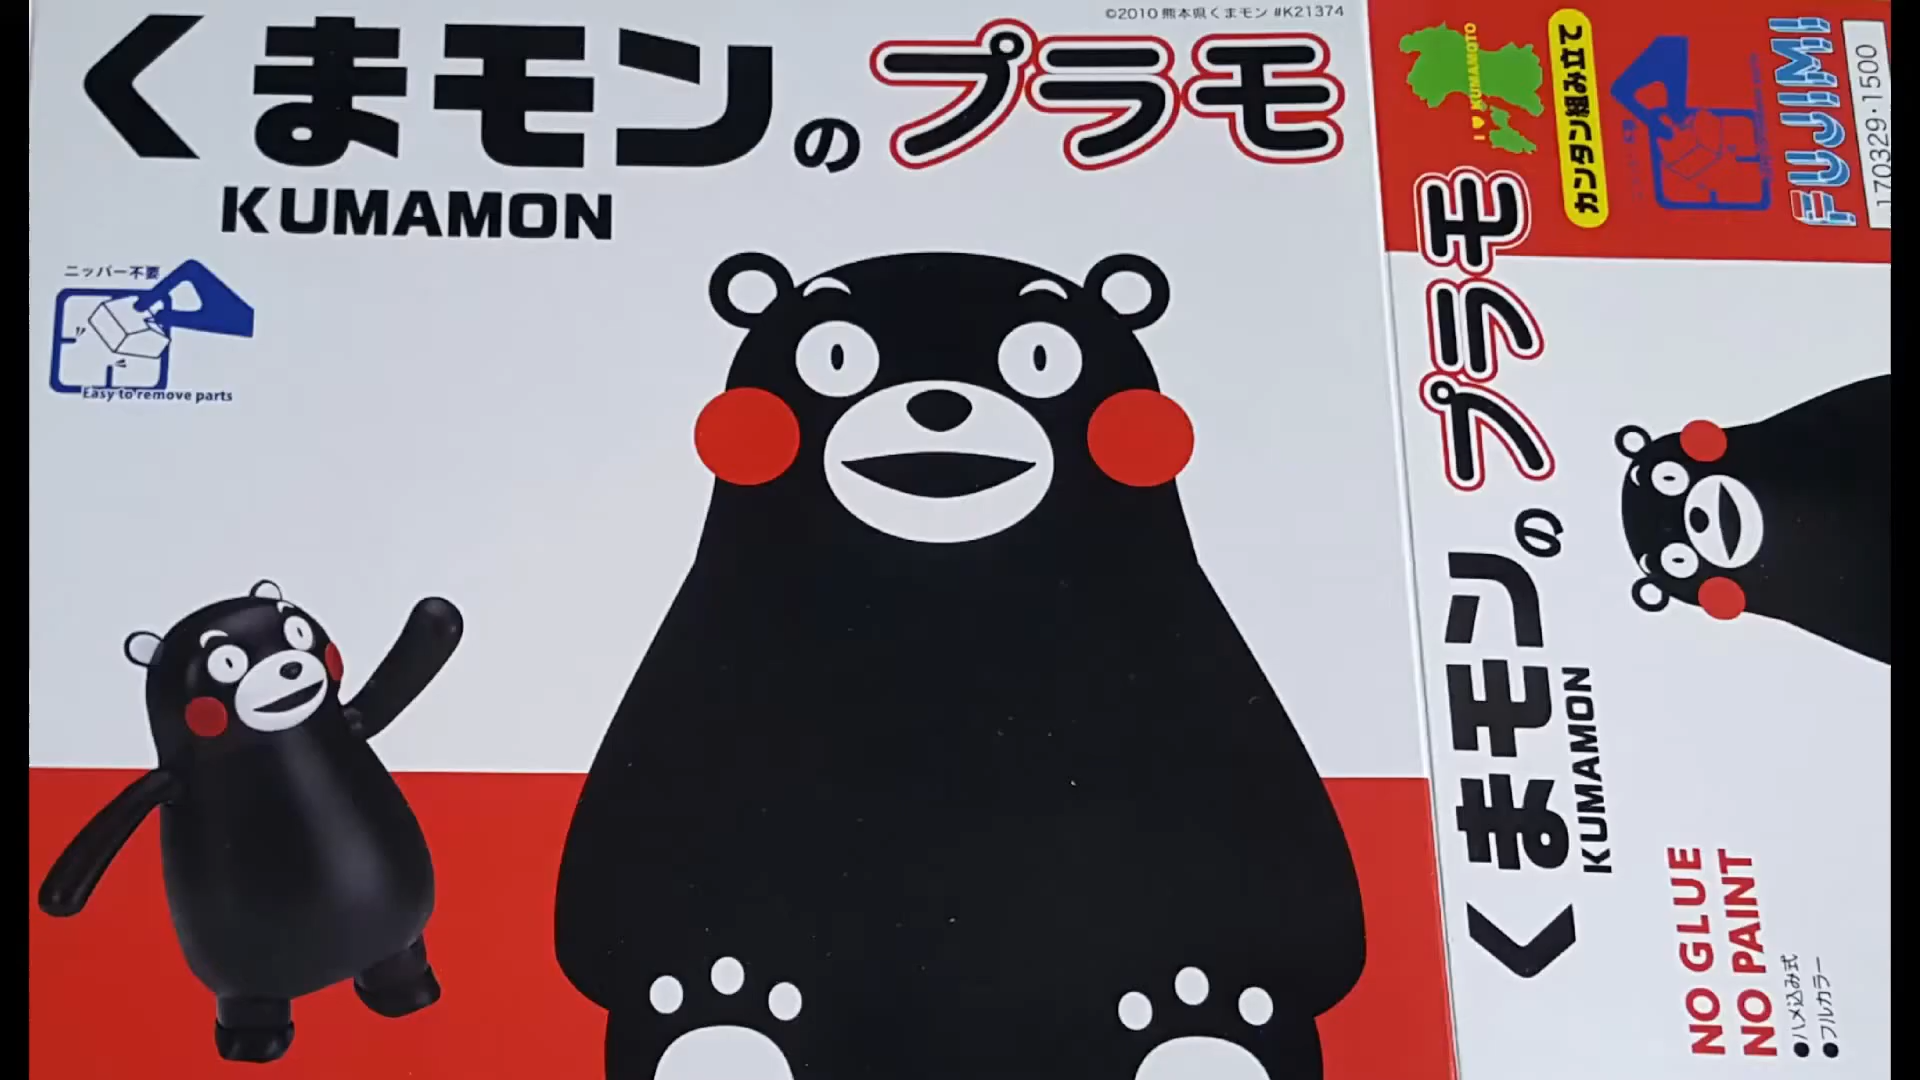 ©2010 熊本県くまモン #K21374
くまモンのプラモ
KUMAMON
ニッパー不要
Easy to remove parts
I ♥ KUMAMOTO
カンタン組み立て
FUJIMI
170329・1500
くまモンのプラモ
KUMAMON
NO GLUE
NO PAINT
●ハメ込み式
●フルカラー